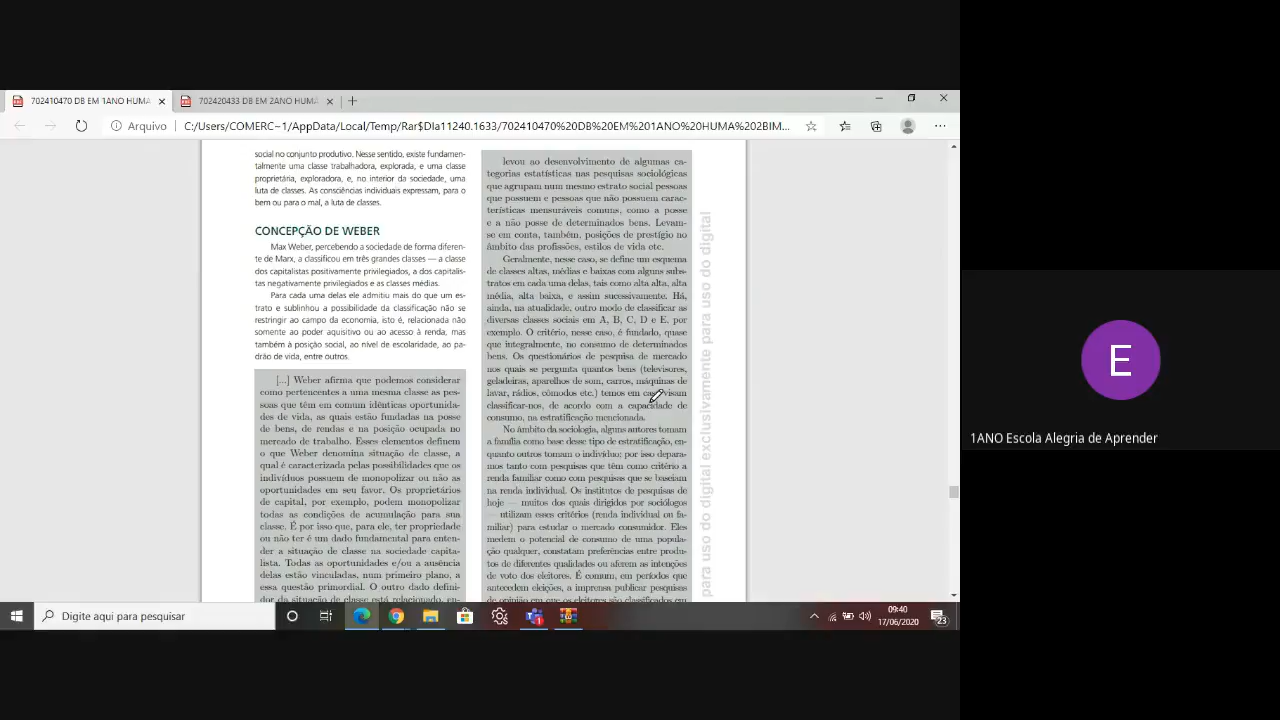 702410470 DB EM 1ANO HUMA
702420433 DB EM 2ANO HUMA
Arquivo
C:/Users/COMERC~1/AppData/Local/Temp/Rar$DIa11240.1633/702410470%20DB%20EM%201ANO%20HUMA%202BIM...
social no conjunto produtivo. Nesse sentido, existe fundamen-
talmente uma classe trabalhadora, explorada, e uma classe
proprietária, exploradora, e, no interior da sociedade, uma
luta de classes. As consciências individuais expressam, para o
bem ou para o mal, a luta de classes.
CONCEPÇÃO DE WEBER
Max Weber, percebendo a sociedade de forma diferen-
te de Marx, a classificou em três grandes classes — a classe
dos capitalistas positivamente privilegiados, a dos capitalis-
tas negativamente privilegiados e as classes médias.
Para cada uma delas ele admitiu mais do que um es-
trato e sublinhou a possibilidade da classificação não se
restringir ao campo da economia, isto é, relacionada não
somente ao poder aquisitivo ou ao acesso à renda, mas
também à posição social, ao nível de escolaridade, ao pa-
drão de vida, entre outros.
[...] Weber afirma que podemos considerar
como pertencentes a uma mesma classe as pes-
soas que têm em comum idênticas oportunida-
des de vida, as quais estão fundadas na posse
de bens, de rendas e na posição ocupada no
mercado de trabalho. Esses elementos definem
o que Weber denomina situação de classe, a
qual é caracterizada pelas possibilidades que os
indivíduos possuem de monopolizar ou não as
oportunidades em seu favor. Os proprietários
de capital, por exemplo, podem monopolizar
todas as condições de acumulação para sua
classe. É por isso que, para ele, ter propriedade
ou não ter é um dado fundamental para enten-
der a situação de classe na sociedade capita-
lista. Todas as oportunidades e/ou a ausência
delas estão vinculadas, num primeiro plano, a
essa questão primordial. O outro dado defini-
dor da situação de classe está relacionado, en-
levou ao desenvolvimento de algumas ca-
tegorias estatísticas nas pesquisas sociológicas
que agrupam num mesmo estrato social pessoas
que possuem e pessoas que não possuem carac-
terísticas mensuráveis comuns, como a posse
e a não posse de determinados bens. Levam-
se em conta, também, posições de prestígio no
âmbito das profissões, estilos de vida etc.
Geralmente, nesse caso, se define um esquema
de classes altas, médias e baixas com alguns subs-
tratos em cada uma delas, tais como alta alta, alta
média, alta baixa, e assim sucessivamente. Há,
ainda, na atualidade, outro modo de classificar as
diversas classes sociais em A, B, C, D e E, por
exemplo. O critério, nesse caso, é fundado, quase
que integralmente, no consumo de determinados
bens. Os questionários de pesquisa de mercado
nos quais se pergunta quantos bens (televisores,
geladeiras, aparelhos de som, carros, máquinas de
lavar, rádios, cômodos etc.) temos em casa visam
classificar-nos, de acordo com a capacidade de
consumo, na estratificação mencionada.
No âmbito da sociologia, alguns autores tomam
a família como base desse tipo de estratificação, en-
quanto outros tomam o indivíduo; por isso depara-
mos tanto com pesquisas que têm como critério a
renda familiar como com pesquisas que se baseiam
na renda individual. Os institutos de pesquisas de
hoje — muitos dos quais dirigidos por sociólogos
— utilizam esses critérios (renda individual ou fa-
miliar) para estudar o mercado consumidor. Eles
medem o potencial de consumo de uma popula-
ção qualquer, constatam preferências entre produ-
tos de diferentes qualidades ou aferem as intenções
de voto dos eleitores. É comum, em períodos que
antecedem eleições, a imprensa publicar pesquisas
de opinião em que os eleitores são classificados em
para uso do digital exclusivamente para uso do digital
E
1ANO Escola Alegria de Aprender
Digite aqui para pesquisar
1
09:40
17/06/2020
23